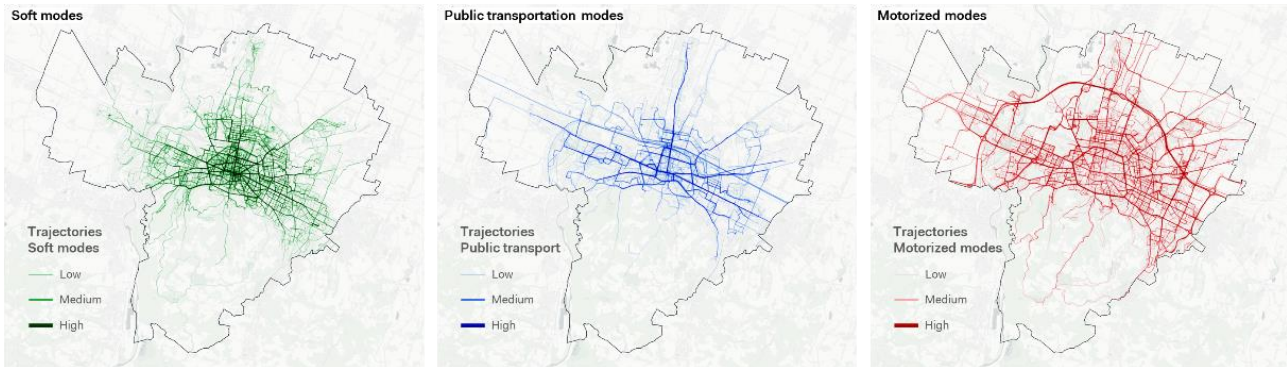 Soft modes
Trajectories
Soft modes
Low
Medium
High
Public transportation modes
Trajectories
Public transport
Low
Medium
High
Motorized modes
Trajectories
Motorized modes
Low
Medium
High